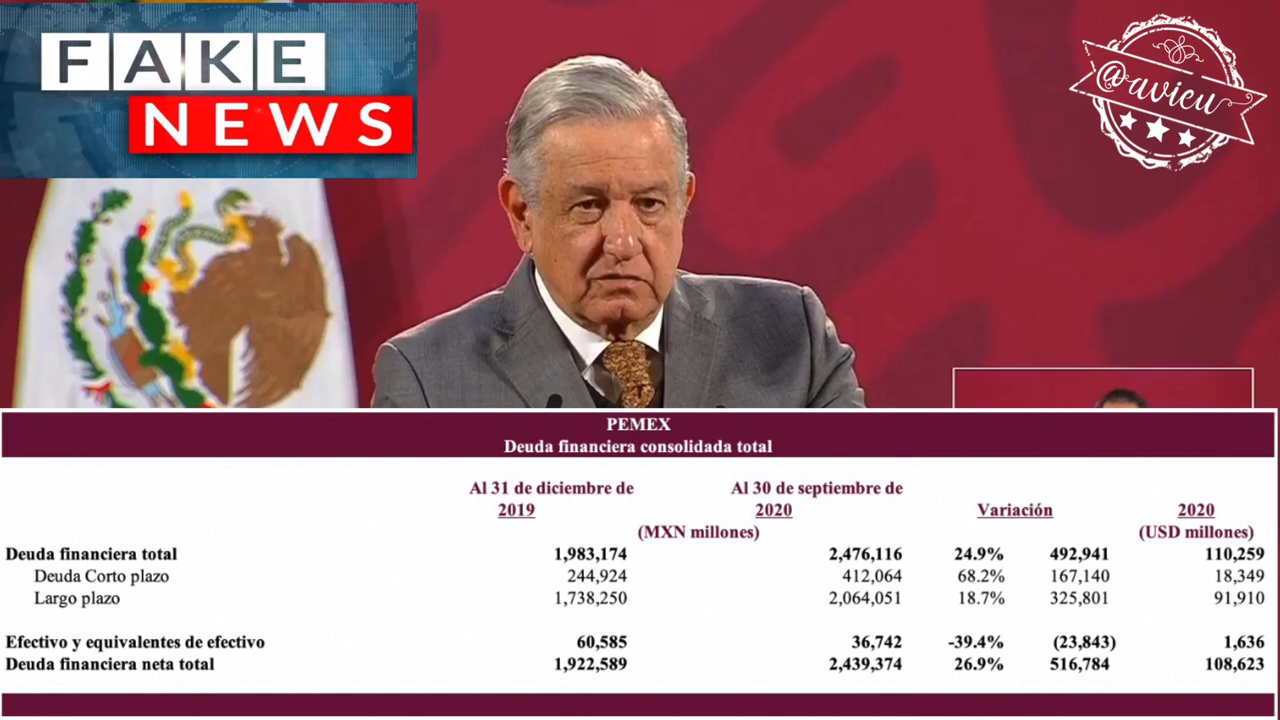 FAKE
NEWS
@avieu
PEMEX
Deuda financiera consolidada total
Al 31 de diciembre de 2019 Al 30 de septiembre de 2020 Variación 2020
(MXN millones) (USD millones)
Deuda financiera total 1,983,174 2,476,116 24.9% 492,941 110,259
Deuda Corto plazo 244,924 412,064 68.2% 167,140 18,349
Largo plazo 1,738,250 2,064,051 18.7% 325,801 91,910
Efectivo y equivalentes de efectivo 60,585 36,742 -39.4% (23,843) 1,636
Deuda financiera neta total 1,922,589 2,439,374 26.9% 516,784 108,623